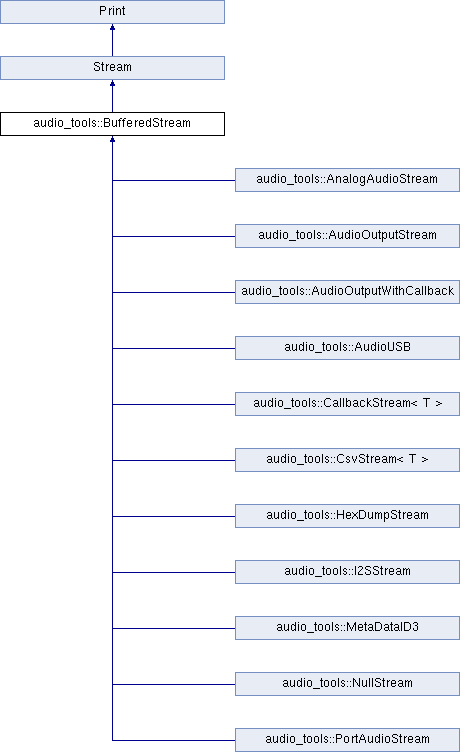 Print
Stream
audio_tools::BufferedStream
audio_tools::AnalogAudioStream
audio_tools::AudioOutputStream
audio_tools::AudioOutputWithCallback
audio_tools::AudioUSB
audio_tools::CallbackStream< T >
audio_tools::CsvStream< T >
audio_tools::HexDumpStream
audio_tools::I2SStream
audio_tools::MetaDataID3
audio_tools::NullStream
audio_tools::PortAudioStream